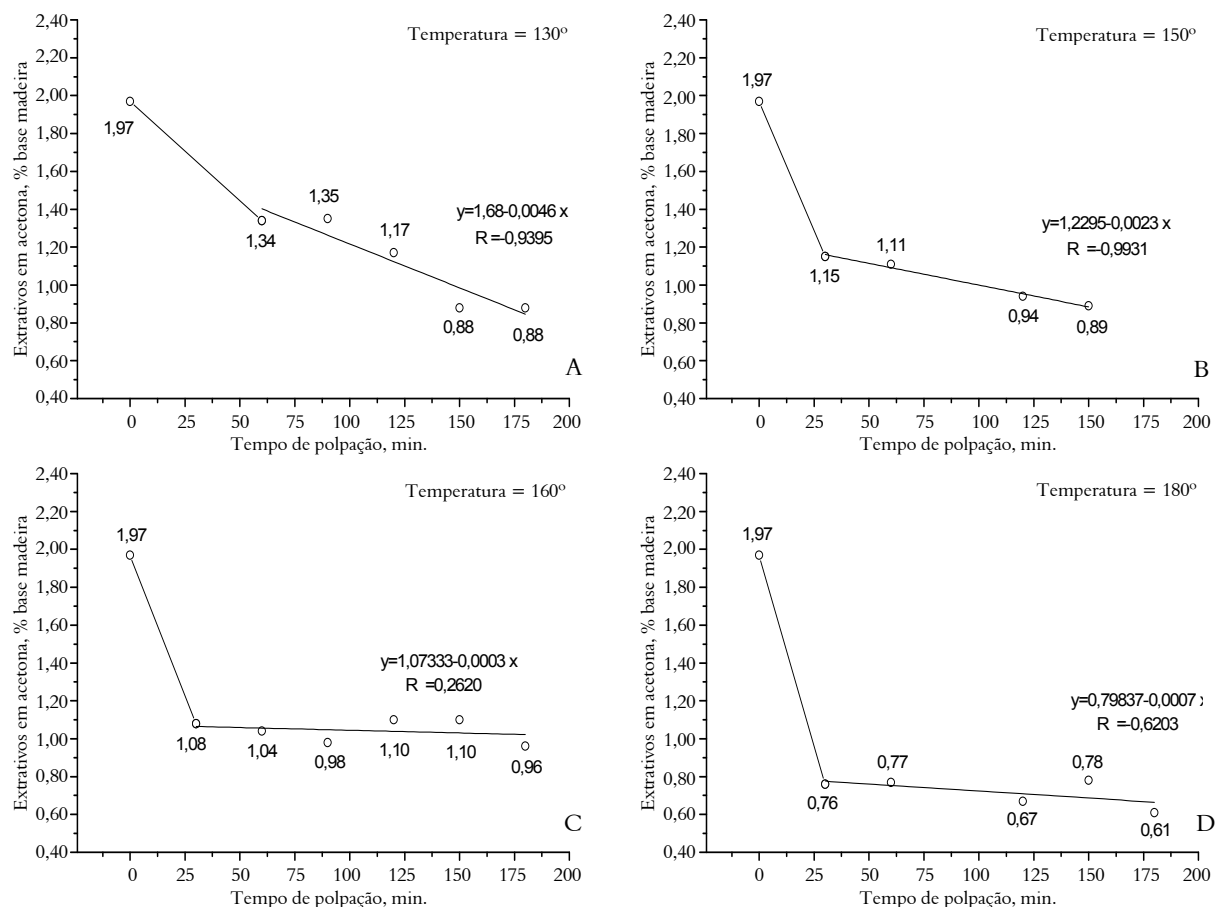 Temperatura = 130º
Extrativos em acetona, % base madeira
2,40
2,20
2,00
1,80
1,60
1,40
1,20
1,00
0,80
0,60
0,40
1,97
1,34
1,35
1,17
0,88
0,88
y=1,68-0,0046 x
R =-0,9395
A
0 25 50 75 100 125 150 175 200
Tempo de polpação, min.
Temperatura = 150º
Extrativos em acetona, % base madeira
2,40
2,20
2,00
1,80
1,60
1,40
1,20
1,00
0,80
0,60
0,40
1,97
1,15
1,11
0,94
0,89
y=1,2295-0,0023 x
R =-0,9931
B
0 25 50 75 100 125 150 175 200
Tempo de polpação, min.
Temperatura = 160º
Extrativos em acetona, % base madeira
2,40
2,20
2,00
1,80
1,60
1,40
1,20
1,00
0,80
0,60
0,40
1,97
1,08
1,04
0,98
1,10
1,10
0,96
y=1,07333-0,0003 x
R =0,2620
C
0 25 50 75 100 125 150 175 200
Tempo de polpação, min.
Temperatura = 180º
Extrativos em acetona, % base madeira
2,40
2,20
2,00
1,80
1,60
1,40
1,20
1,00
0,80
0,60
0,40
1,97
0,76
0,77
0,67
0,78
0,61
y=0,79837-0,0007 x
R =-0,6203
D
0 25 50 75 100 125 150 175 200
Tempo de polpação, min.